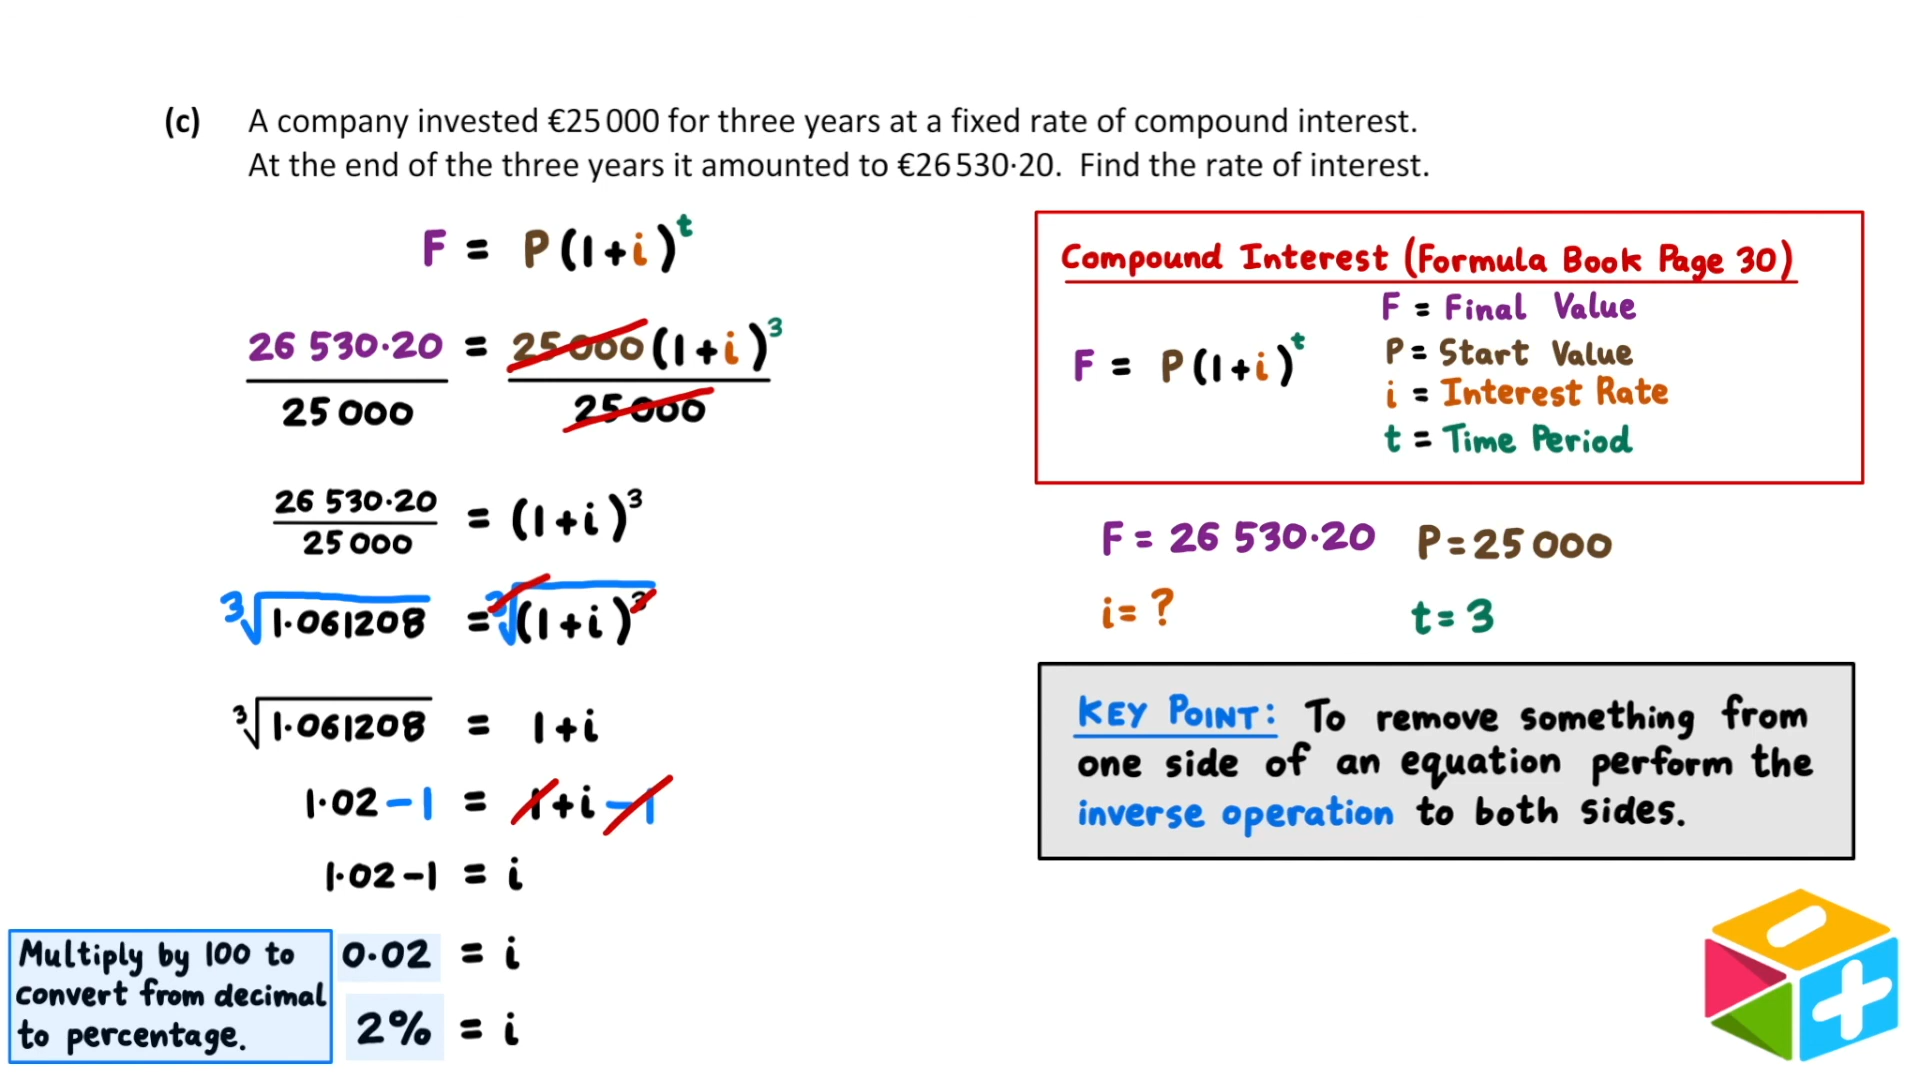 (c) A company invested €25 000 for three years at a fixed rate of compound interest.
At the end of the three years it amounted to €26 530·20. Find the rate of interest.
F = P(1+i)^t
26 530·20 / 25 000 = 25 000(1+i)^3 / 25 000
26 530·20 / 25 000 = (1+i)^3
∛1·061208 = ∛(1+i)^3
∛1·061208 = 1+i
1·02 – 1 = 1+i – 1
1·02 – 1 = i
Multiply by 100 to
convert from decimal
to percentage.
0·02 = i
2% = i
Compound Interest (Formula Book Page 30)
F = P(1+i)^t
F = Final Value
P = Start Value
i = Interest Rate
t = Time Period
F = 26 530·20 P = 25 000
i = ? t = 3
KEY POINT: To remove something from
one side of an equation perform the
inverse operation to both sides.